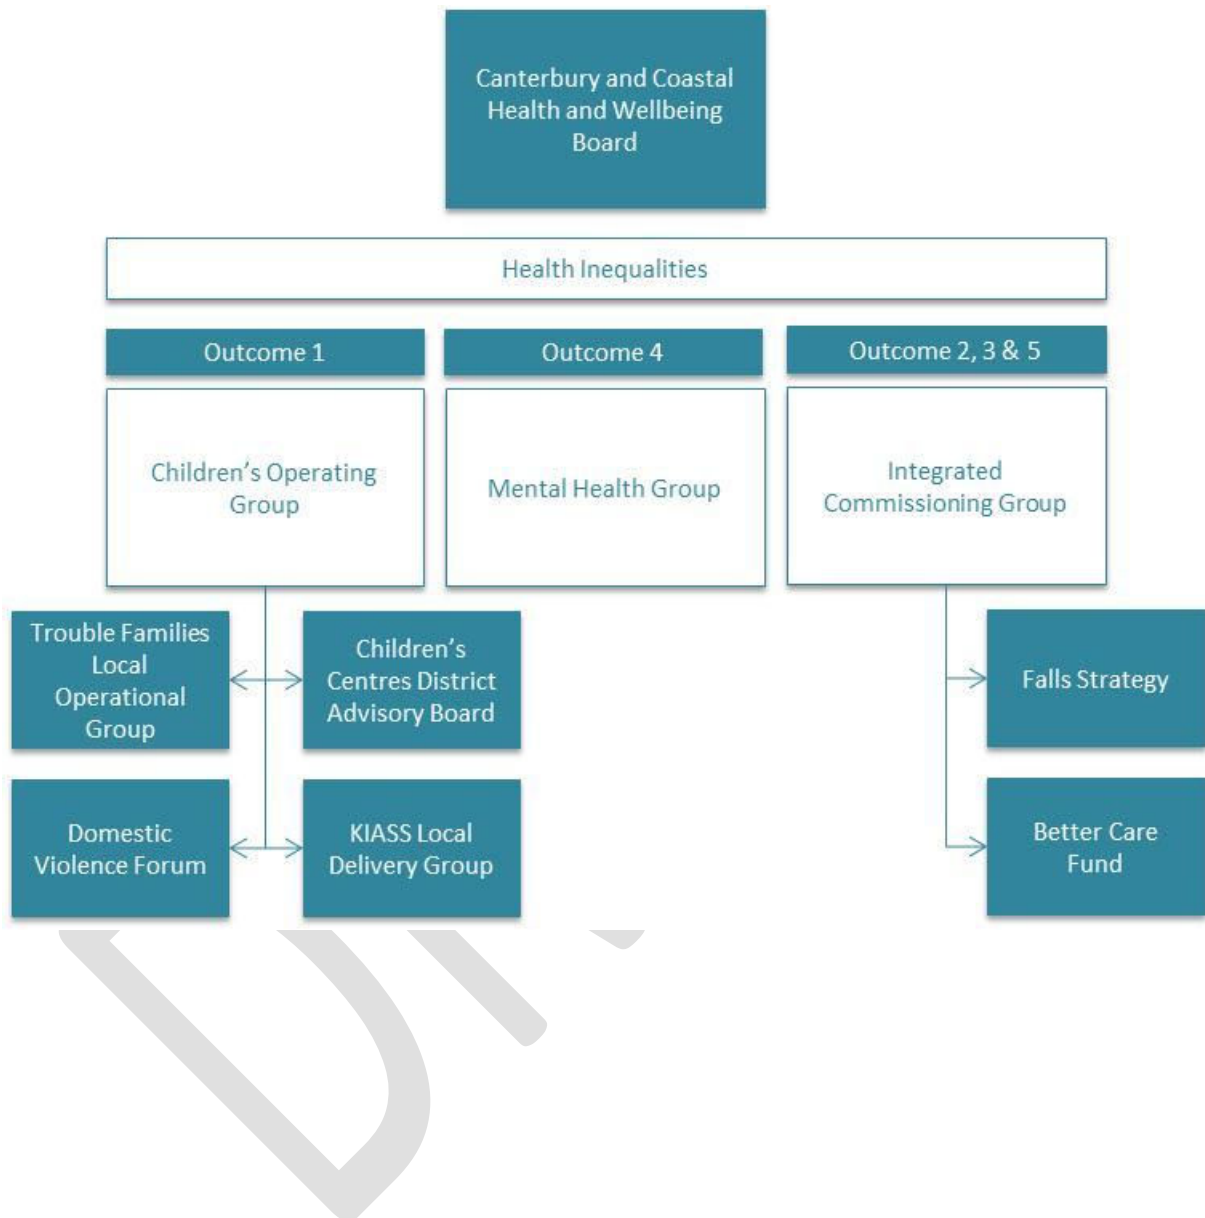 Canterbury and Coastal
Health and Wellbeing
Board
Health Inequalities
Outcome 1
Outcome 4
Outcome 2, 3 & 5
Children's Operating
Group
Mental Health Group
Integrated
Commissioning Group
Trouble Families
Local
Operational
Group
Children's
Centres District
Advisory Board
Falls Strategy
Domestic
Violence Forum
KIASS Local
Delivery Group
Better Care
Fund